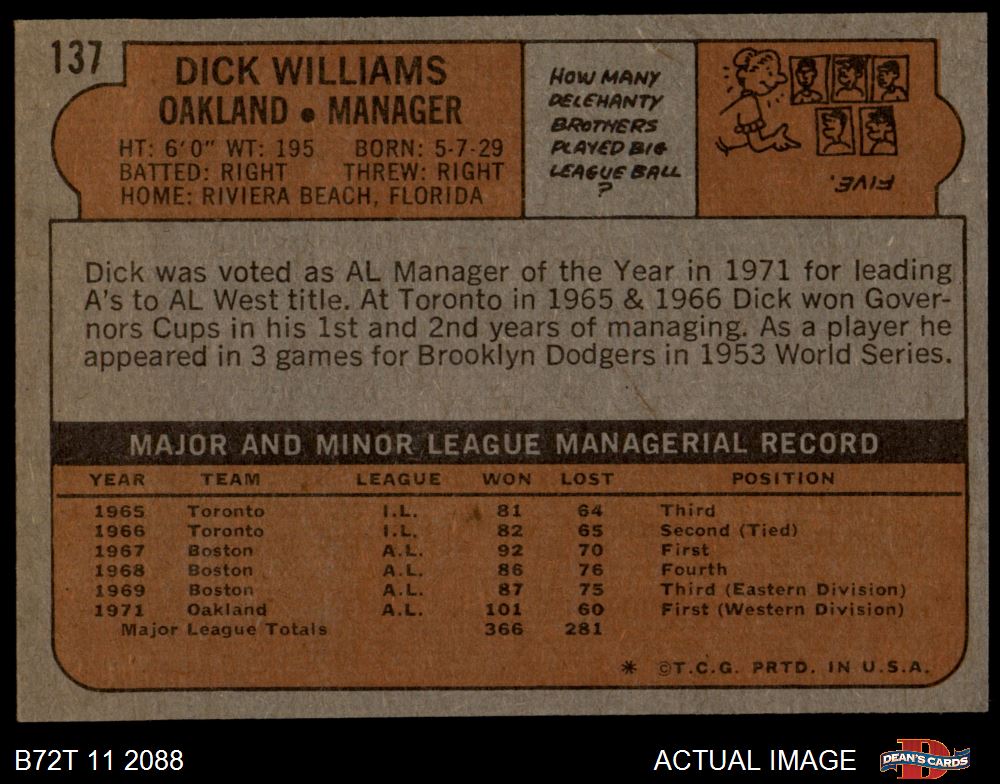 137
DICK WILLIAMS
OAKLAND • MANAGER
HT: 6'0" WT: 195 BORN: 5-7-29
BATTED: RIGHT THREW: RIGHT
HOME: RIVIERA BEACH, FLORIDA
HOW MANY
DELEHANTY
BROTHERS
PLAYED BIG
LEAGUE BALL
?
FIVE.
Dick was voted as AL Manager of the Year in 1971 for leading
A's to AL West title. At Toronto in 1965 & 1966 Dick won Gover-
nors Cups in his 1st and 2nd years of managing. As a player he
appeared in 3 games for Brooklyn Dodgers in 1953 World Series.
MAJOR AND MINOR LEAGUE MANAGERIAL RECORD
YEAR TEAM LEAGUE WON LOST POSITION
1965 Toronto I.L. 81 64 Third
1966 Toronto I.L. 82 65 Second (Tied)
1967 Boston A.L. 92 70 First
1968 Boston A.L. 86 76 Fourth
1969 Boston A.L. 87 75 Third (Eastern Division)
1971 Oakland A.L. 101 60 First (Western Division)
Major League Totals 366 281
* ©T.C.G. PRTD. IN U.S.A.
B72T 11 2088
ACTUAL IMAGE
DEAN'S CARDS